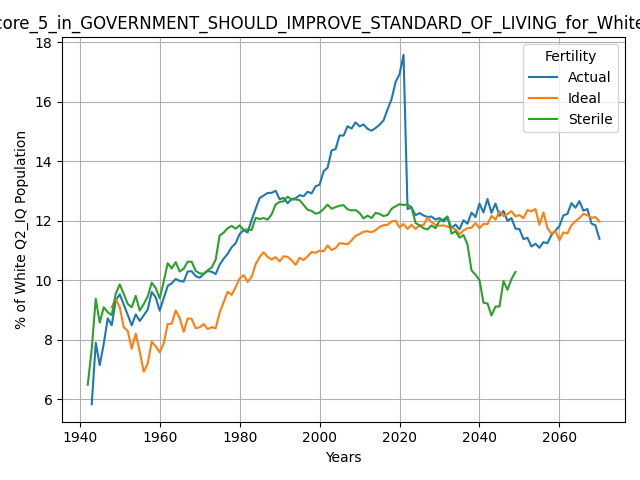 core_5_in_GOVERNMENT_SHOULD_IMPROVE_STANDARD_OF_LIVING_for_White
18
16
14
12
10
8
6
% of White Q2_IQ Population
Fertility
Actual
Ideal
Sterile
1940
1960
1980
2000
2020
2040
2060
Years